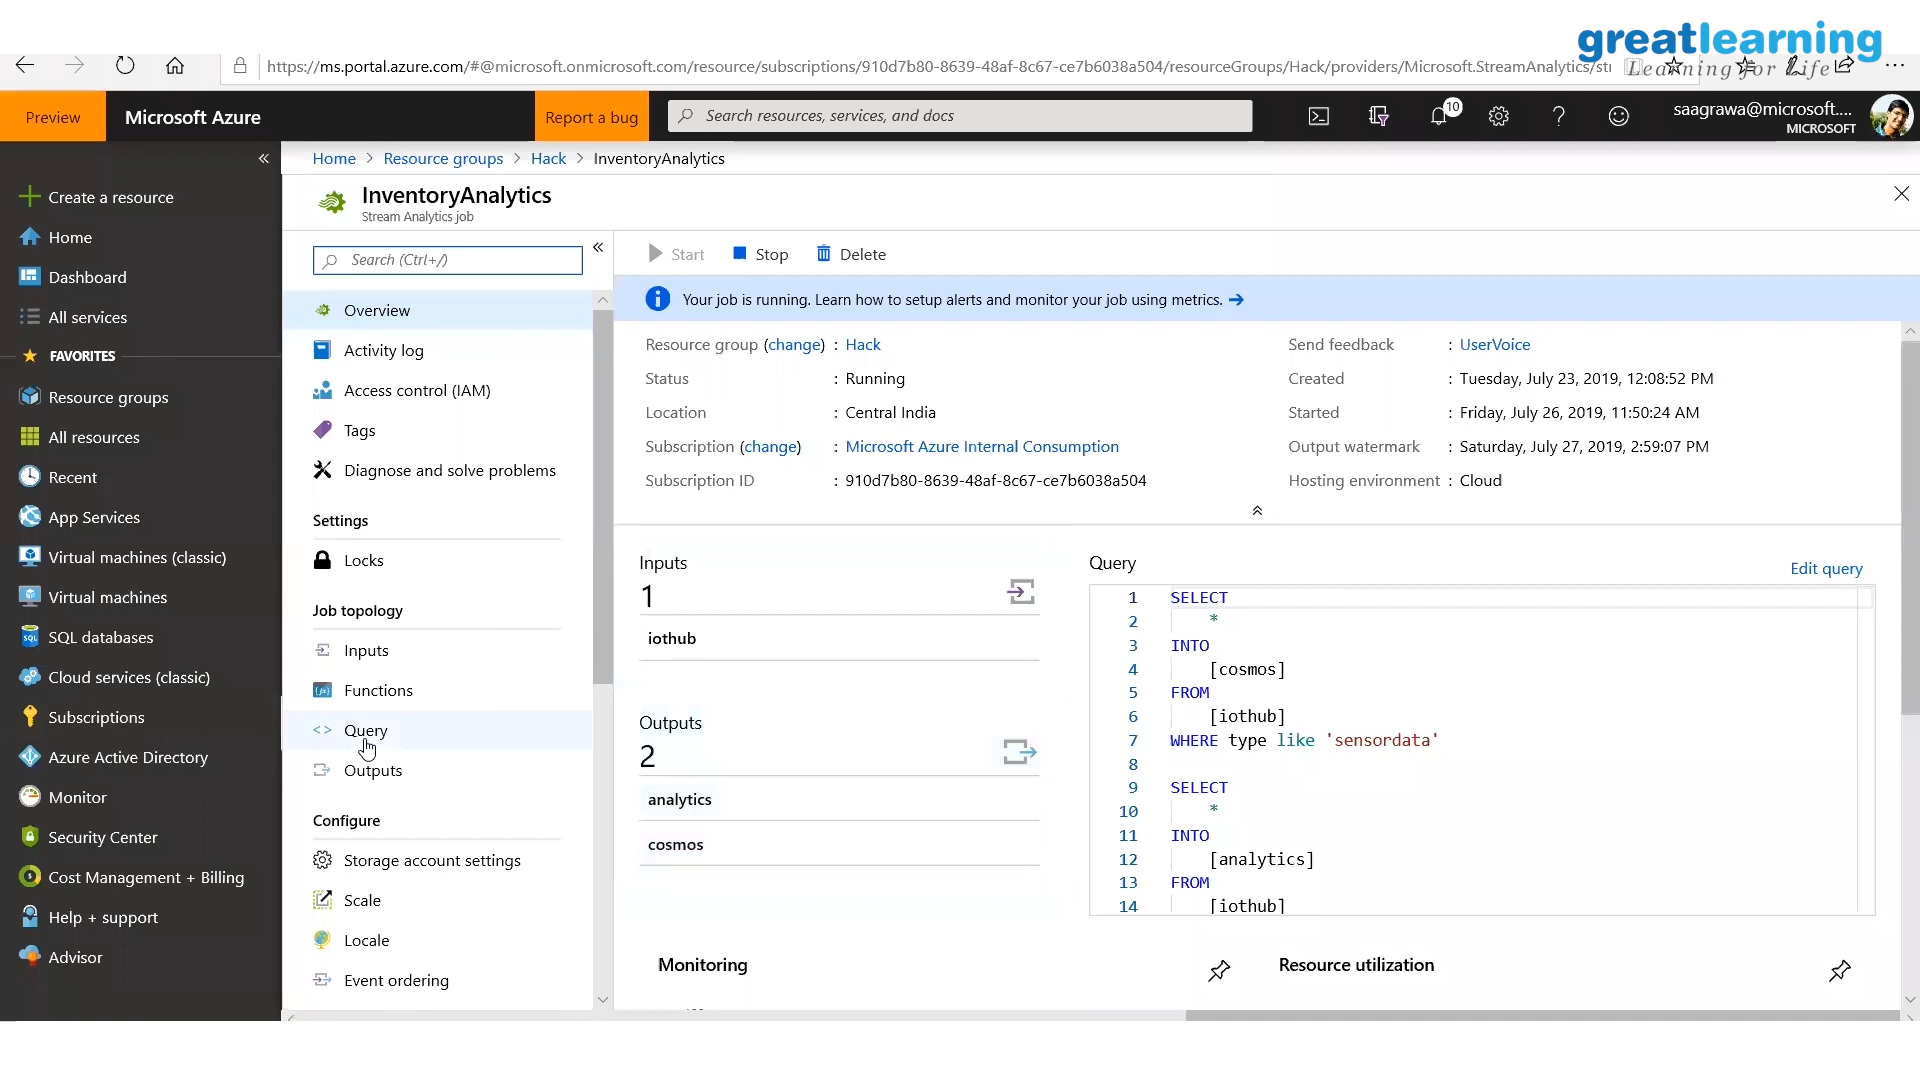 greatlearning
Learning for Life
https://ms.portal.azure.com/#@microsoft.onmicrosoft.com/resource/subscriptions/910d7b80-8639-48af-8c67-ce7b6038a504/resourceGroups/Hack/providers/Microsoft.StreamAnalytics/str
Preview
Microsoft Azure
Report a bug
Search resources, services, and docs
10
saagrawa@microsoft....
MICROSOFT
Home > Resource groups > Hack > InventoryAnalytics
InventoryAnalytics
Stream Analytics job
Create a resource
Home
Dashboard
All services
FAVORITES
Resource groups
All resources
Recent
App Services
Virtual machines (classic)
Virtual machines
SQL databases
Cloud services (classic)
Subscriptions
Azure Active Directory
Monitor
Security Center
Cost Management + Billing
Help + support
Advisor
Search (Ctrl+/)
Overview
Activity log
Access control (IAM)
Tags
Diagnose and solve problems
Settings
Locks
Job topology
Inputs
Functions
Query
Outputs
Configure
Storage account settings
Scale
Locale
Event ordering
Start
Stop
Delete
Your job is running. Learn how to setup alerts and monitor your job using metrics.
Resource group (change) : Hack
Status : Running
Location : Central India
Subscription (change) : Microsoft Azure Internal Consumption
Subscription ID : 910d7b80-8639-48af-8c67-ce7b6038a504
Send feedback : UserVoice
Created : Tuesday, July 23, 2019, 12:08:52 PM
Started : Friday, July 26, 2019, 11:50:24 AM
Output watermark : Saturday, July 27, 2019, 2:59:07 PM
Hosting environment : Cloud
Inputs
1
iothub
Outputs
2
analytics
cosmos
Query
Edit query
1 SELECT
2 *
3 INTO
4 [cosmos]
5 FROM
6 [iothub]
7 WHERE type like 'sensordata'
8
9 SELECT
10 *
11 INTO
12 [analytics]
13 FROM
14 [iothub]
Monitoring
Resource utilization